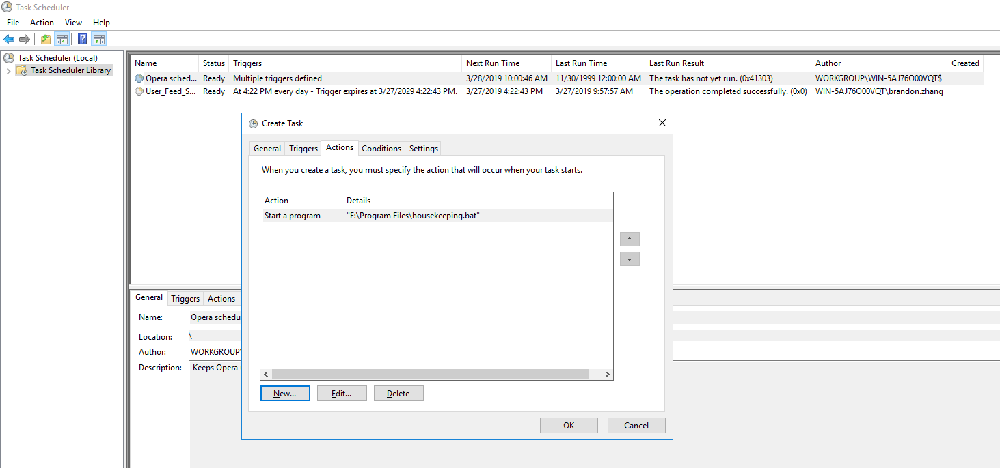 Task Scheduler
File Action View Help
Task Scheduler (Local)
Task Scheduler Library
Name Status Triggers Next Run Time Last Run Time Last Run Result Author Created
Opera sched... Ready Multiple triggers defined 3/28/2019 10:00:46 AM 11/30/1999 12:00:00 AM The task has not yet run. (0x41303) WORKGROUP\WIN-5AJ76O00VQT$
User_Feed_S... Ready At 4:22 PM every day - Trigger expires at 3/27/2029 4:22:43 PM. 3/27/2019 4:22:43 PM 3/27/2019 9:57:57 AM The operation completed successfully. (0x0) WIN-5AJ76O00VQT\brandon.zhang
Create Task
General Triggers Actions Conditions Settings
When you create a task, you must specify the action that will occur when your task starts.
Action Details
Start a program "E:\Program Files\housekeeping.bat"
New... Edit... Delete
OK Cancel
General Triggers Actions
Name: Opera schedu
Location: \
Author: WORKGROUP\
Description: Keeps Opera